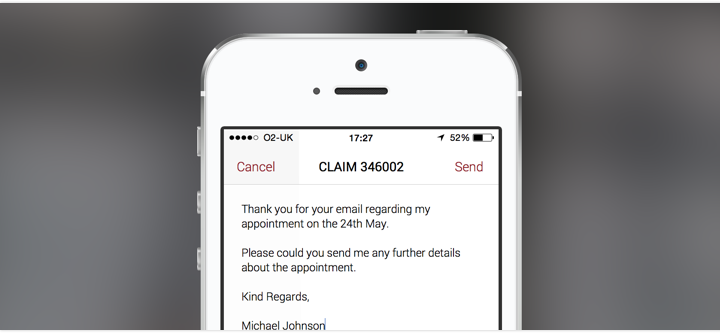 O2-UK 17:27 52%
Cancel CLAIM 346002 Send
Thank you for your email regarding my
appointment on the 24th May.
Please could you send me any further details
about the appointment.
Kind Regards,
Michael Johnson